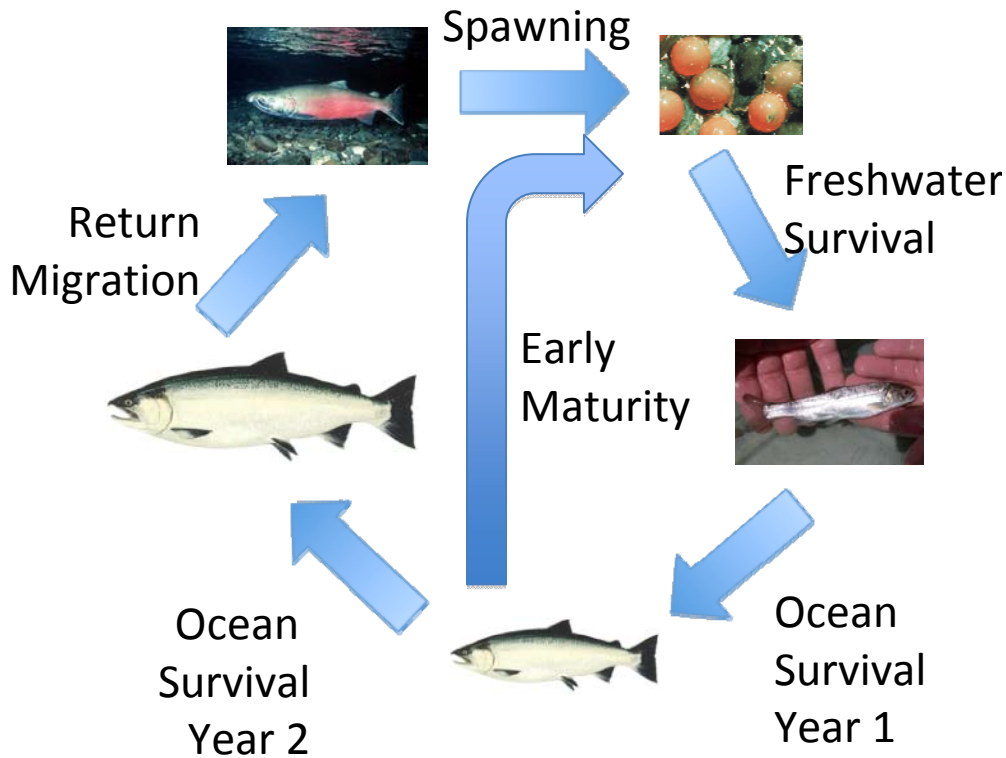 Spawning
Freshwater
Survival
Return
Migration
Early
Maturity
Ocean
Survival
Year 2
Ocean
Survival
Year 1